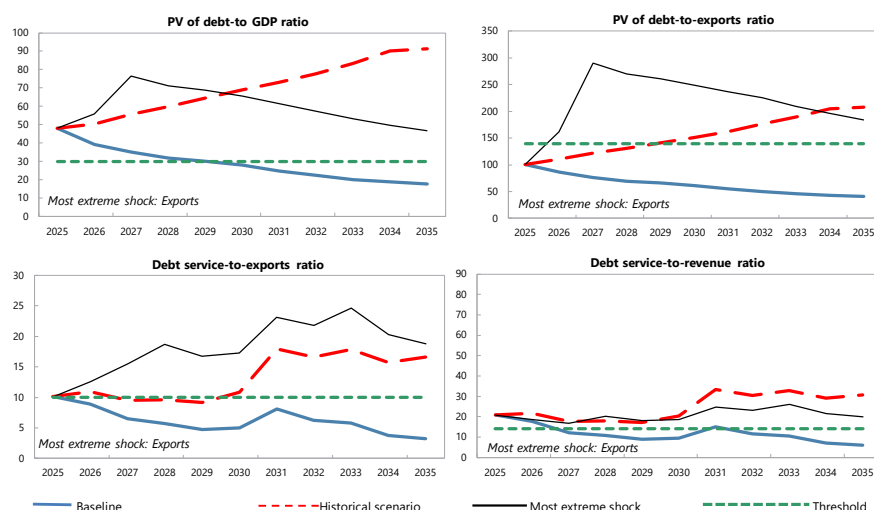 PV of debt-to GDP ratio
100
90
80
70
60
50
40
30
20
10
0
Most extreme shock: Exports
2025 2026 2027 2028 2029 2030 2031 2032 2033 2034 2035
PV of debt-to-exports ratio
350
300
250
200
150
100
50
0
Most extreme shock: Exports
2025 2026 2027 2028 2029 2030 2031 2032 2033 2034 2035
Debt service-to-exports ratio
30
25
20
15
10
5
0
Most extreme shock: Exports
2025 2026 2027 2028 2029 2030 2031 2032 2033 2034 2035
Debt service-to-revenue ratio
90
80
70
60
50
40
30
20
10
0
Most extreme shock: Exports
2025 2026 2027 2028 2029 2030 2031 2032 2033 2034 2035
Baseline Historical scenario Most extreme shock Threshold